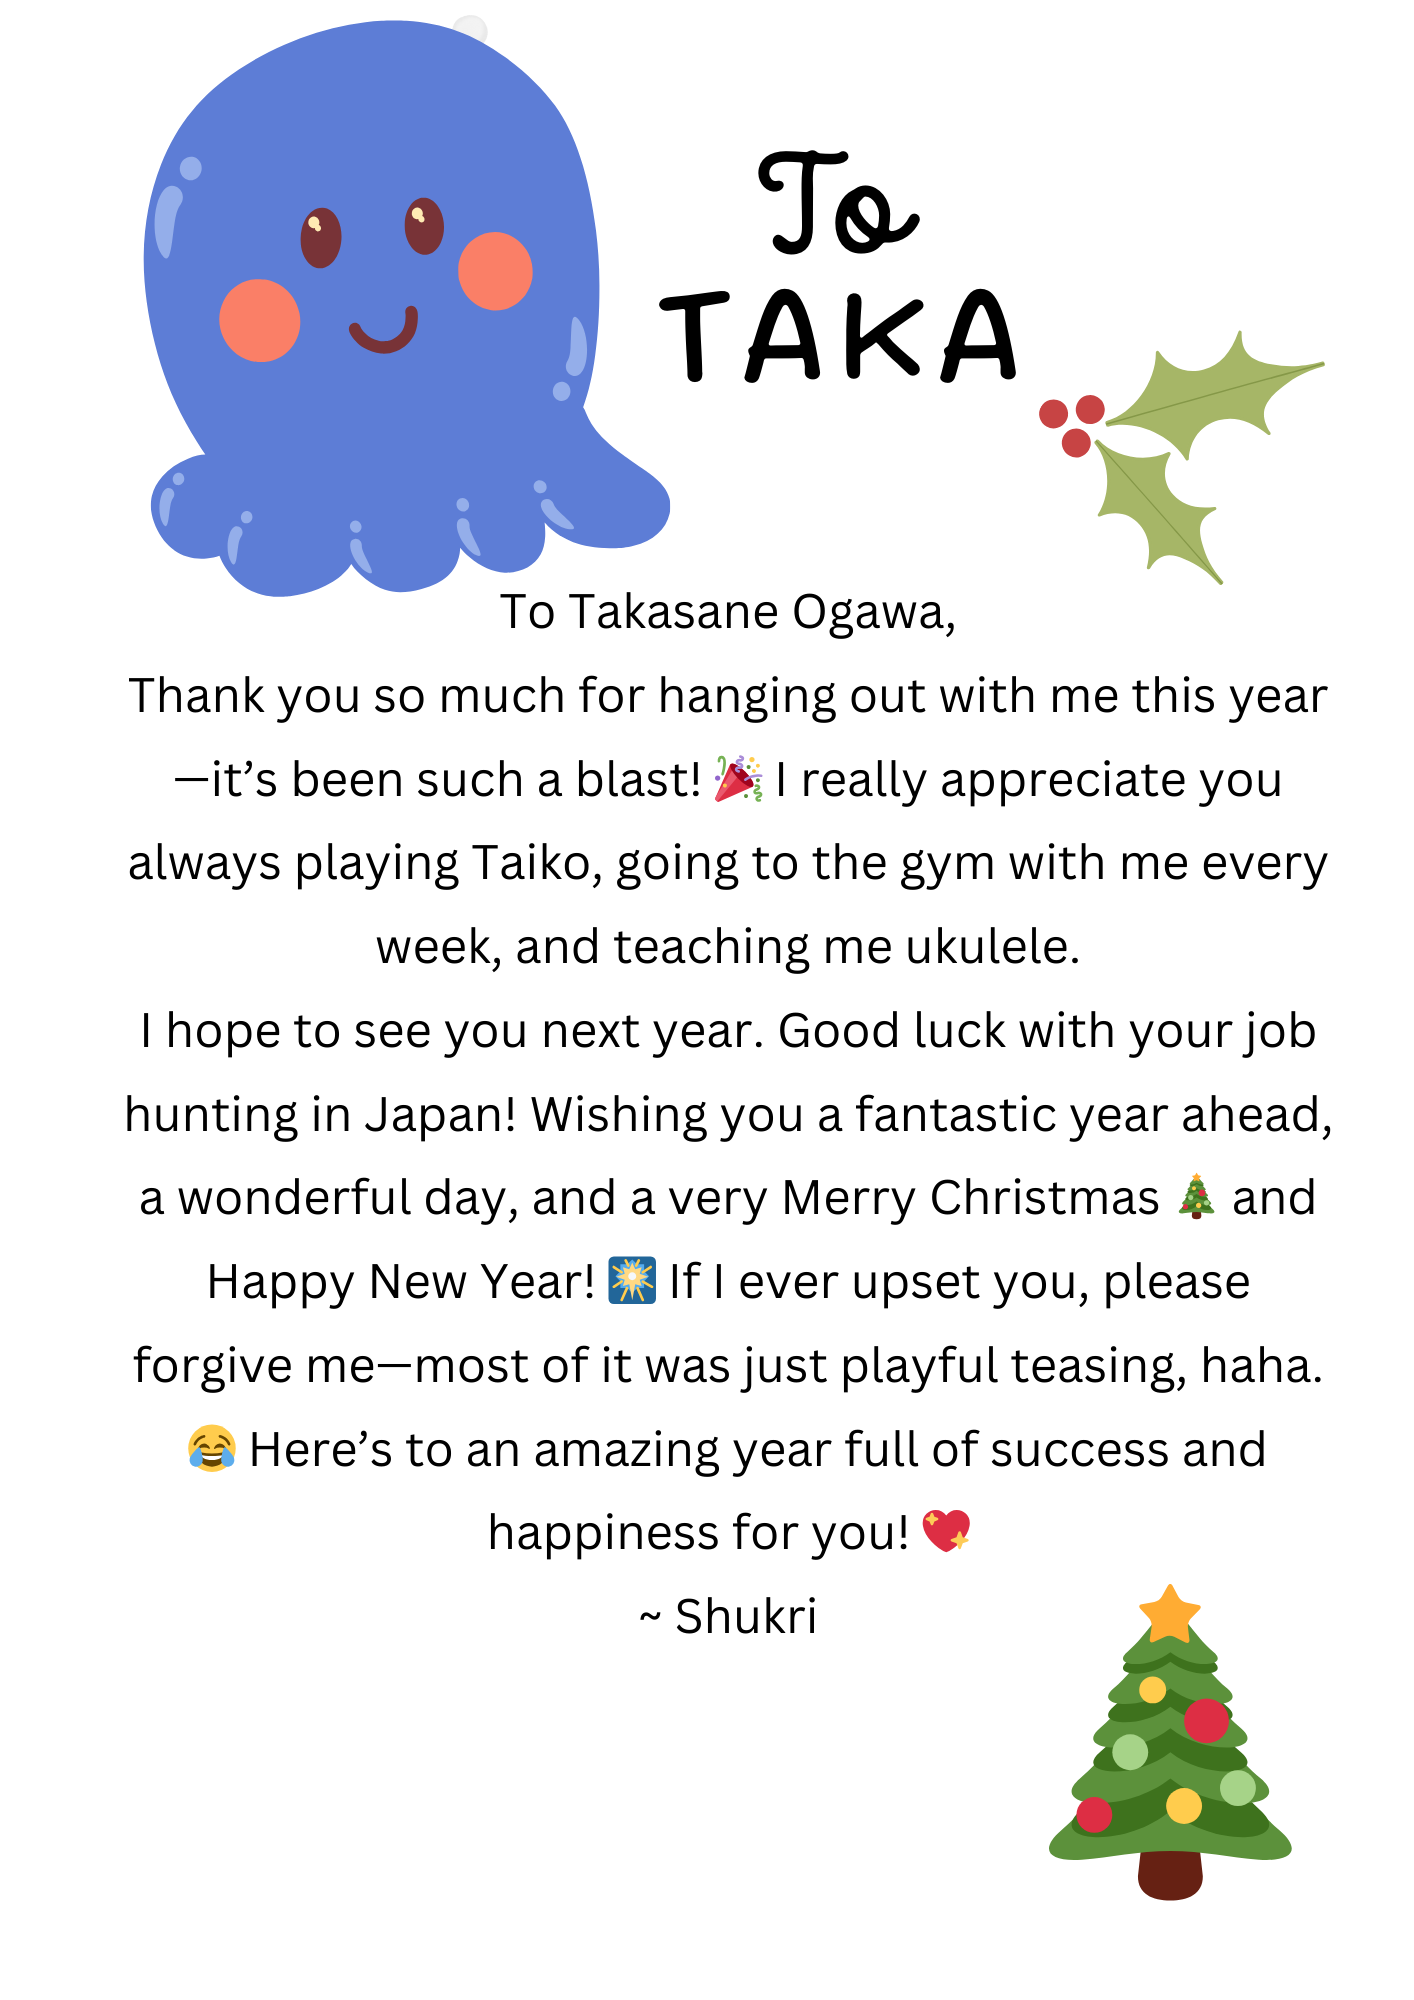 To
TAKA
To Takasane Ogawa,
Thank you so much for hanging out with me this year
—it’s been such a blast! 🎉 I really appreciate you
always playing Taiko, going to the gym with me every
week, and teaching me ukulele.
I hope to see you next year. Good luck with your job
hunting in Japan! Wishing you a fantastic year ahead,
a wonderful day, and a very Merry Christmas 🎄 and
Happy New Year! 🎆 If I ever upset you, please
forgive me—most of it was just playful teasing, haha.
😂 Here’s to an amazing year full of success and
happiness for you! 💖
~ Shukri